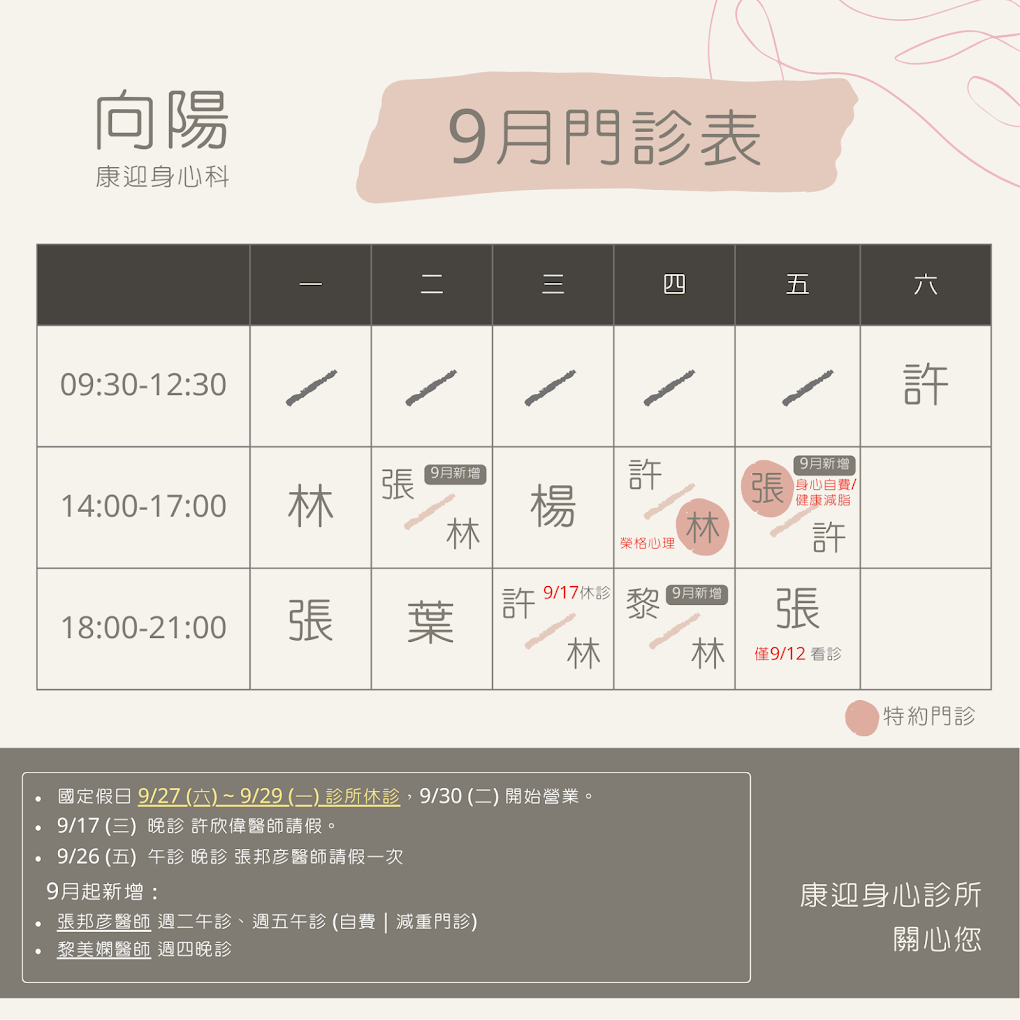 向陽
康迎身心科
9月門診表
一 二 三 四 五 六
09:30-12:30 許
14:00-17:00 林 張 9月新增 林 楊 許 榮格心理 林 張 9月新增 身心自費/ 健康減脂 許
18:00-21:00 張 葉 許 9/17休診 林 黎 9月新增 林 張 僅9/12 看診
特約門診
• 國定假日 9/27 (六) ~ 9/29 (一) 診所休診，9/30 (二) 開始營業。
• 9/17 (三) 晚診 許欣偉醫師請假。
• 9/26 (五) 午診 晚診 張邦彥醫師請假一次
9月起新增：
• 張邦彥醫師 週二午診、週五午診 (自費 | 減重門診)
• 黎美嫻醫師 週四晚診
康迎身心診所
關心您